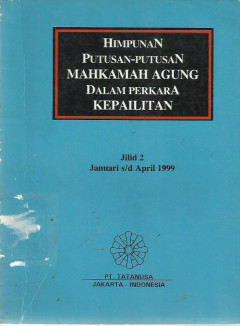 HIMPUNAN
PUTUSAN-PUTUSAN
MAHKAMAH AGUNG
DALAM PERKARA
KEPAILITAN
Jilid 2
Januari s/d April 1999
PT. TATANUSA
JAKARTA - INDONESIA